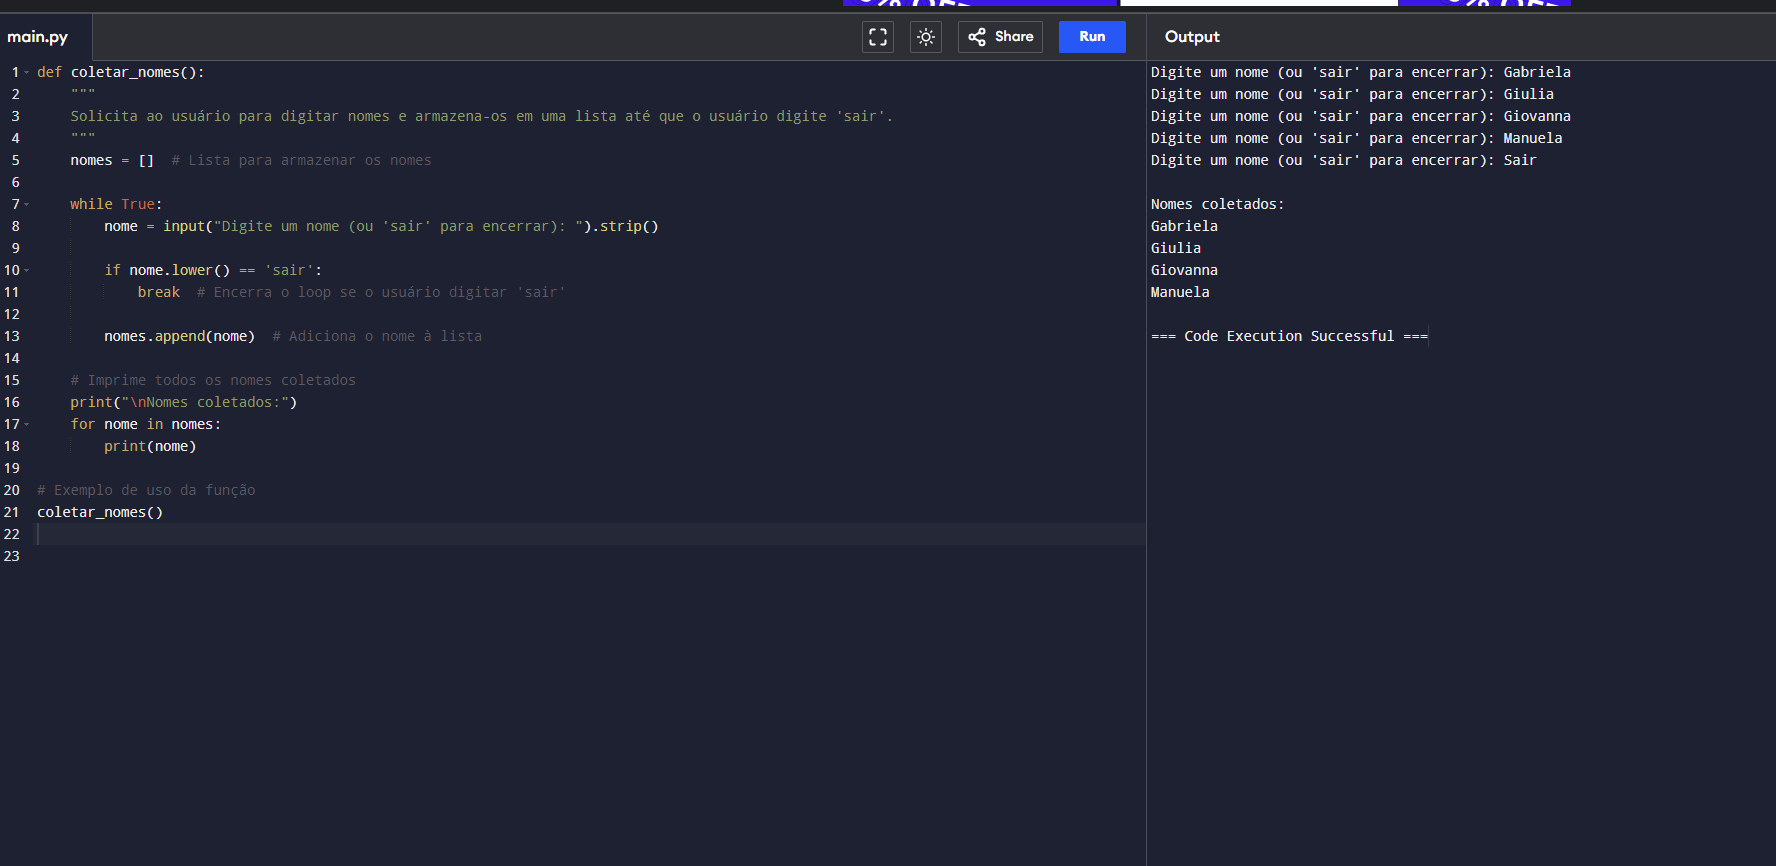 main.py
Share
Run
Output
1 def coletar_nomes():
2     """
3     Solicita ao usuário para digitar nomes e armazena-os em uma lista até que o usuário digite 'sair'.
4     """
5     nomes = []  # Lista para armazenar os nomes
6
7     while True:
8         nome = input("Digite um nome (ou 'sair' para encerrar): ").strip()
9
10         if nome.lower() == 'sair':
11             break  # Encerra o loop se o usuário digitar 'sair'
12
13         nomes.append(nome)  # Adiciona o nome à lista
14
15     # Imprime todos os nomes coletados
16     print("\nNomes coletados:")
17     for nome in nomes:
18         print(nome)
19
20 # Exemplo de uso da função
21 coletar_nomes()
22
23
Digite um nome (ou 'sair' para encerrar): Gabriela
Digite um nome (ou 'sair' para encerrar): Giulia
Digite um nome (ou 'sair' para encerrar): Giovanna
Digite um nome (ou 'sair' para encerrar): Manuela
Digite um nome (ou 'sair' para encerrar): Sair
Nomes coletados:
Gabriela
Giulia
Giovanna
Manuela
=== Code Execution Successful ===